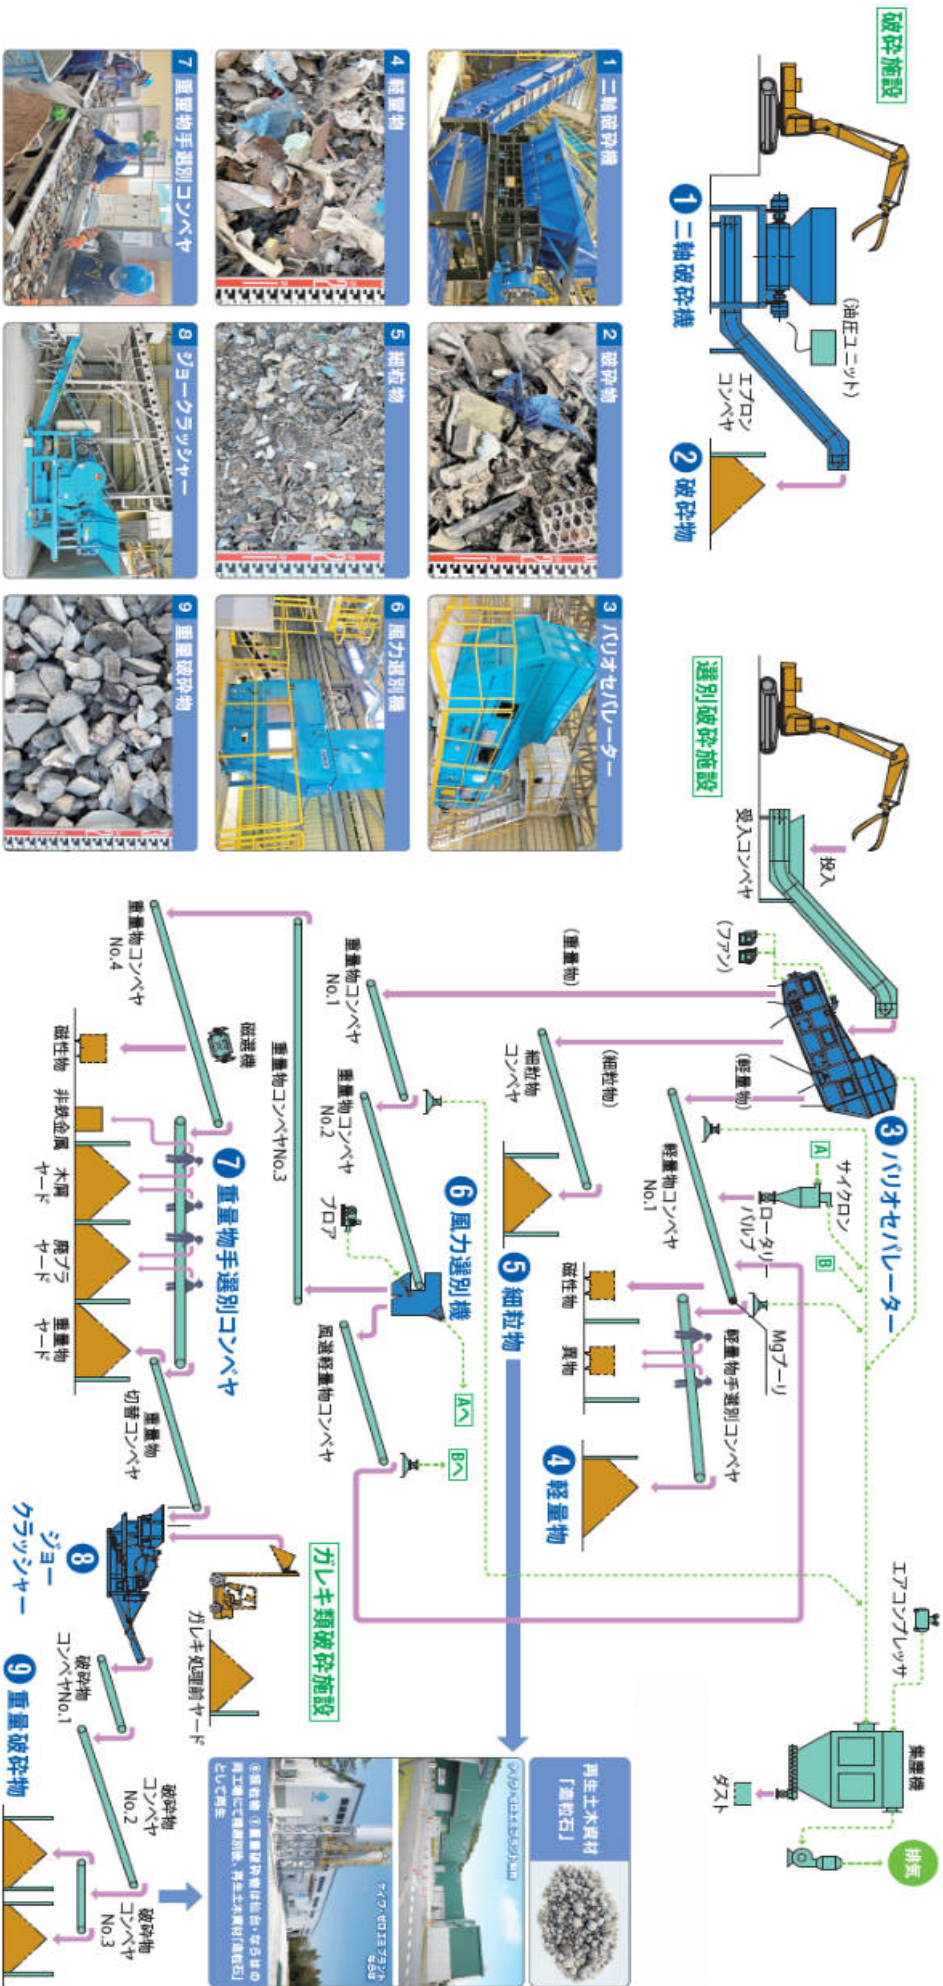 破砕施設
1 二軸破砕機
(油圧ユニット)
エプロン
コンベヤ
2 破砕物
選別破砕施設
投入
受入コンベヤ
(ファン)
3 バリオセパレーター
(重量物)
(細粒物)
(軽量物)
サイクロン
A
B
ロータリー
バルブ
軽量物コンベヤ
No.1
Mgプーリ
軽量物手選別コンベヤ
磁性物
異物
4 軽量物
細粒物
コンベヤ
5 細粒物
エアコンプレッサ
集塵機
ダスト
排気
重量物コンベヤ
No.1
重量物コンベヤ
No.2
重量物コンベヤNo.3
ブロア
6 風力選別機
Aへ
風選軽量物コンベヤ
Bへ
重量物コンベヤ
No.4
磁選機
磁性物
非鉄金属
木屑
ヤード
廃プラ
ヤード
重量物
ヤード
7 重量物手選別コンベヤ
重量物
切替コンベヤ
ガレキ類破砕施設
ガレキ処理前ヤード
8
ジョー
クラッシャー
破砕物
コンベヤNo.1
破砕物
コンベヤ
No.2
破砕物
コンベヤ
No.3
9 重量破砕物
1 二軸破砕機
2 破砕物
3 バリオセパレーター
4 軽量物
5 細粒物
6 風力選別機
7 重量物手選別コンベヤ
8 ジョークラッシャー
9 重量破砕物
再生土木資材
「造粒石」
ならは
として再生